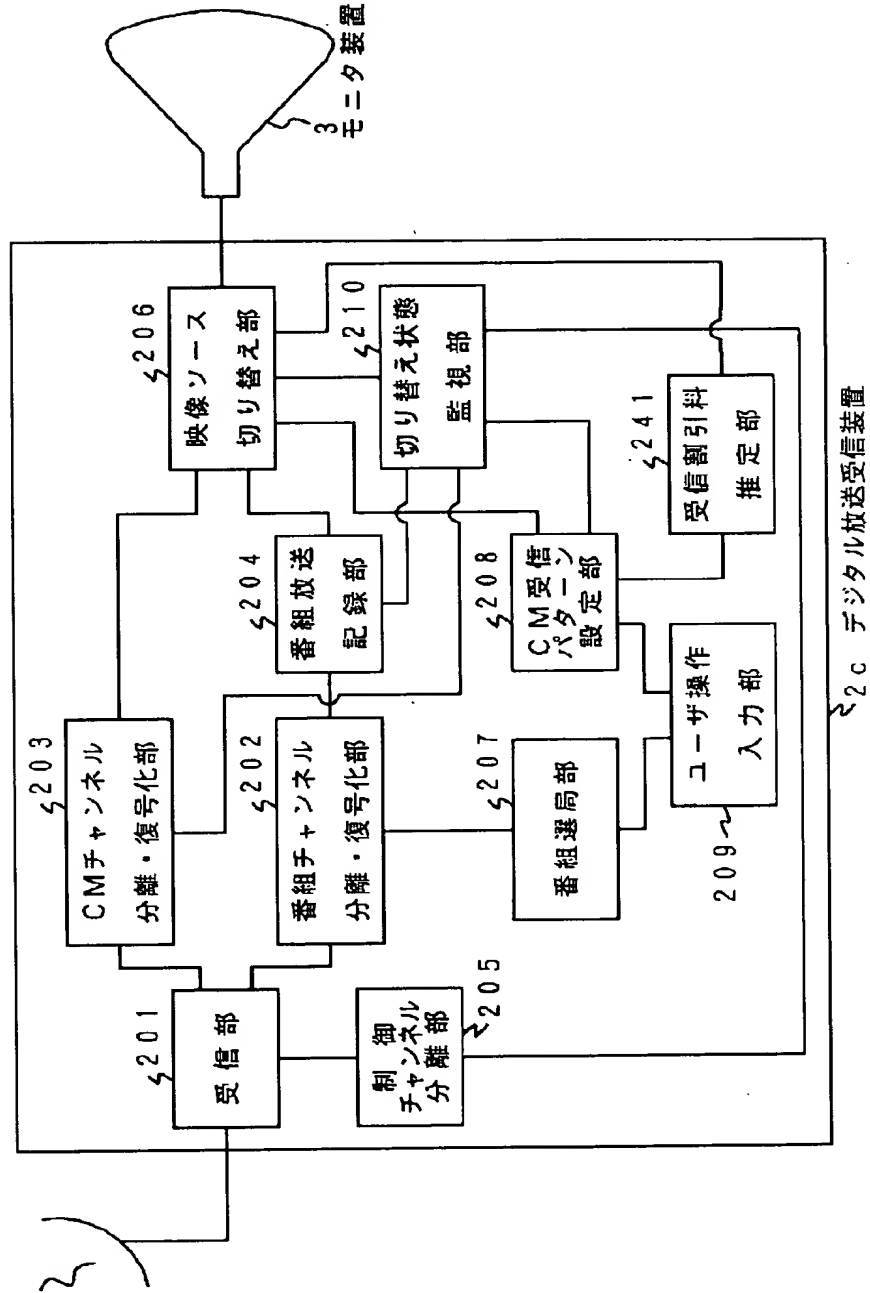 3
モニタ装置
206
映像ソース
切り替え部
210
切り替え状態
監視部
241
受信割引料
推定部
204
番組放送
記録部
208
CM受信
パターン
設定部
203
CMチャンネル
分離・復号化部
202
番組チャンネル
分離・復号化部
207
番組選局部
209
ユーザ操作
入力部
201
受信部
205
制御
チャンネル
分離部
2c デジタル放送受信装置